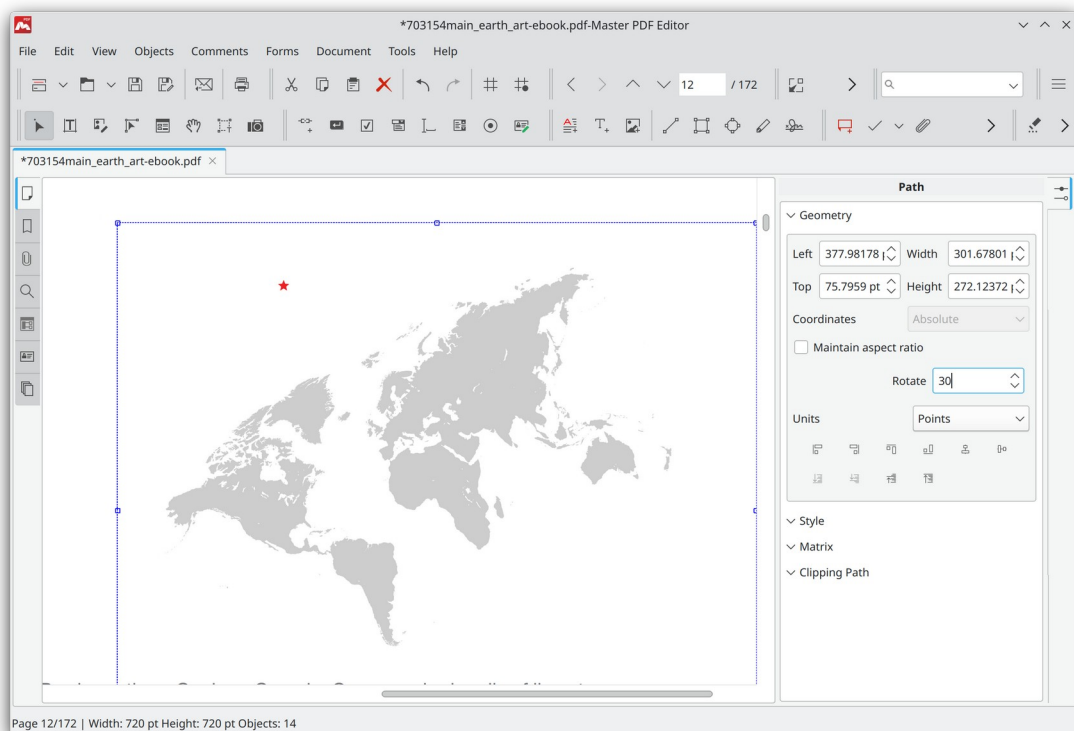 *703154main_earth_art-ebook.pdf-Master PDF Editor
File Edit View Objects Comments Forms Document Tools Help
12 / 172
*703154main_earth_art-ebook.pdf
Path
Geometry
Left 377.98178 Width 301.67801
Top 75.7959 pt Height 272.12372
Coordinates Absolute
Maintain aspect ratio
Rotate 30
Units Points
Style
Matrix
Clipping Path
Page 12/172 | Width: 720 pt Height: 720 pt Objects: 14